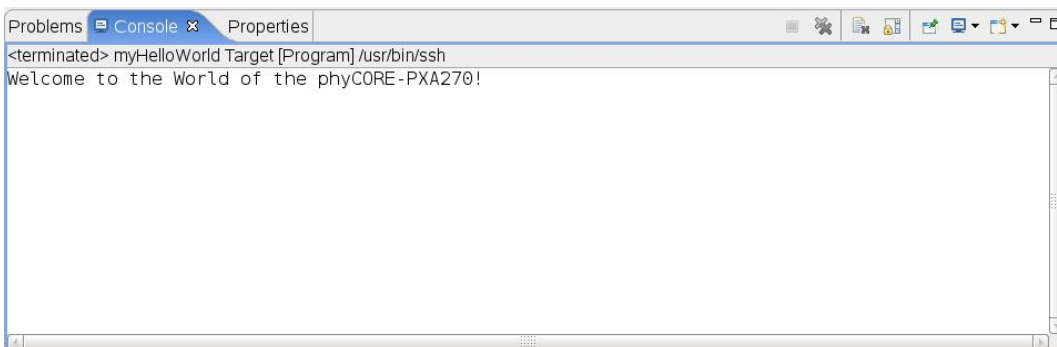 Problems Console Properties
<terminated> myHelloWorld Target [Program] /usr/bin/ssh
Welcome to the World of the phyCORE-PXA270!